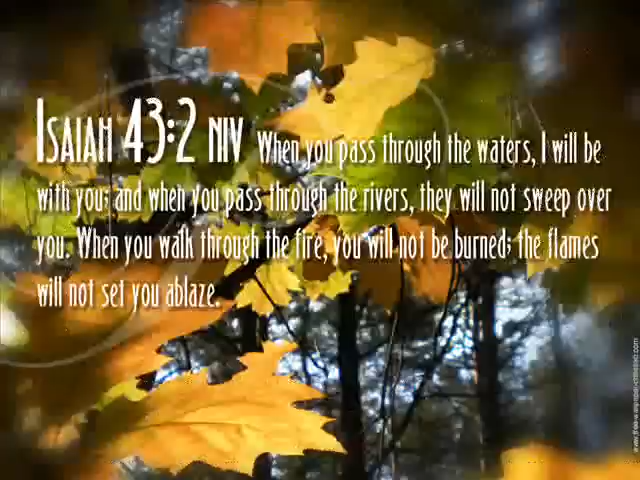 ISAIAH 43:2 NIV When you pass through the waters, I will be
with you; and when you pass through the rivers, they will not sweep over
you. When you walk through the fire, you will not be burned; the flames
will not set you ablaze.